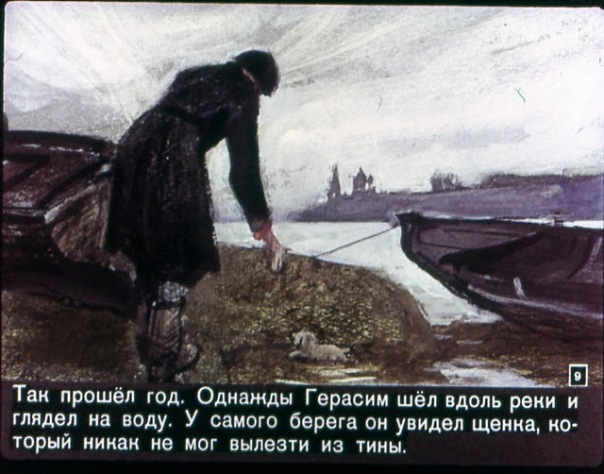 9
Так прошёл год. Однажды Герасим шёл вдоль реки и
глядел на воду. У самого берега он увидел щенка, ко-
торый никак не мог вылезти из тины.